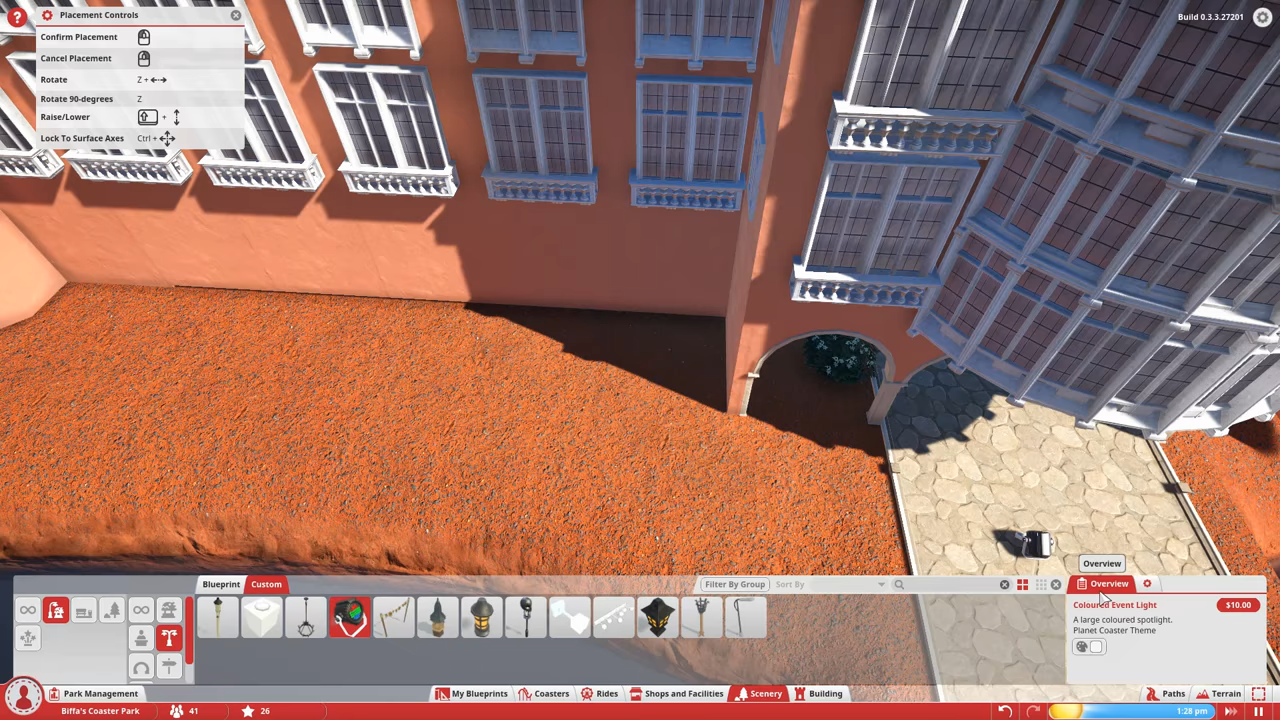 Placement Controls
Confirm Placement
Cancel Placement
Rotate Z +
Rotate 90-degrees Z
Raise/Lower +
Lock To Surface Axes Ctrl +
Build 0.3.3.27201
Overview
Blueprint Custom Filter By Group Sort By Overview
Coloured Event Light $10.00
A large coloured spotlight.
Planet Coaster Theme
Park Management My Blueprints Coasters Rides Shops and Facilities Scenery Building Paths Terrain
Biffa's Coaster Park 41 26 1:28 pm